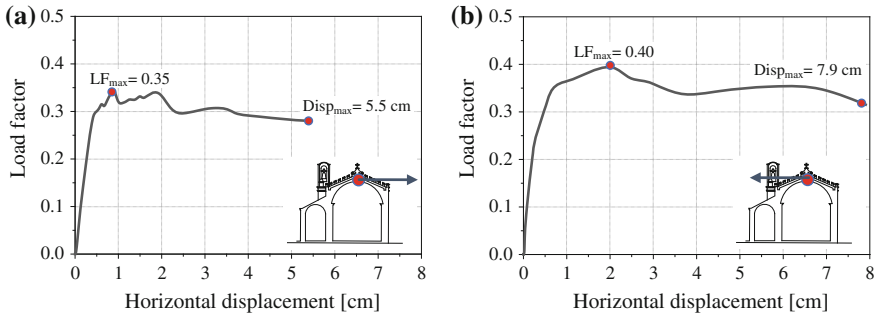 (a)
0.5
0.4
0.3
0.2
0.1
0.0
Load factor
LFmax= 0.35
Dispmax= 5.5 cm
0 1 2 3 4 5 6 7 8
Horizontal displacement [cm]
(b)
0.5
0.4
0.3
0.2
0.1
0.0
Load factor
LFmax= 0.40
Dispmax= 7.9 cm
0 1 2 3 4 5 6 7 8
Horizontal displacement [cm]